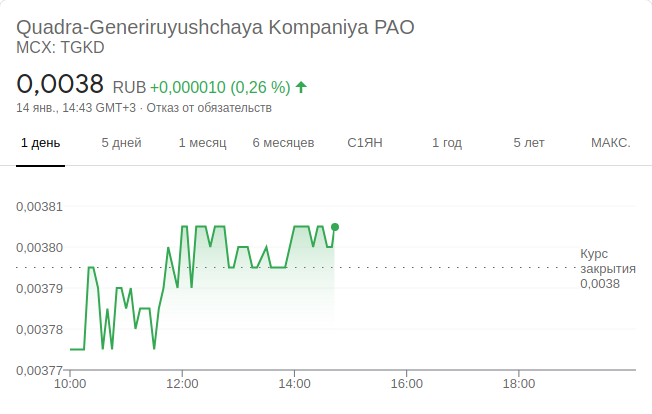 Quadra-Generiruyushchaya Kompaniya PAO
MCX: TGKD
0,0038 RUB +0,000010 (0,26 %) ↑
14 янв., 14:43 GMT+3 · Отказ от обязательств
1 день 5 дней 1 месяц 6 месяцев С1ЯН 1 год 5 лет МАКС.
0,00381
0,00380
0,00379
0,00378
0,00377
Курс
закрытия
0,0038
10:00 12:00 14:00 16:00 18:00